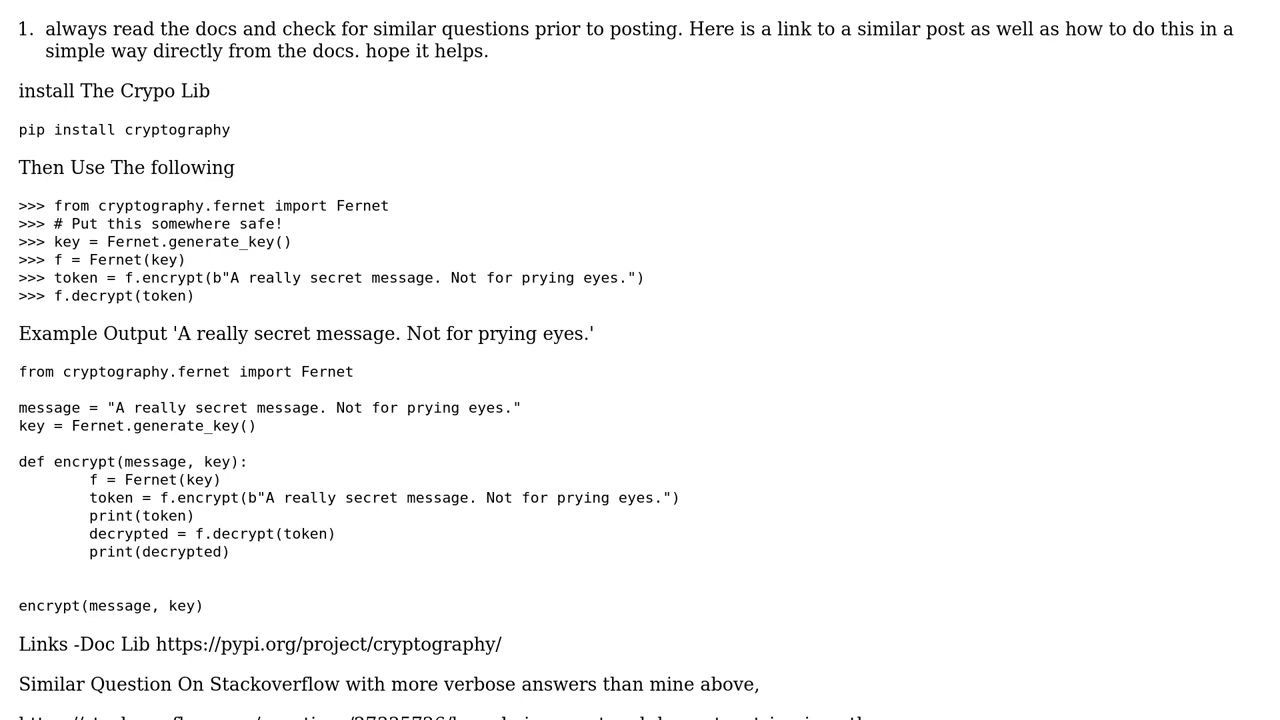 1. always read the docs and check for similar questions prior to posting. Here is a link to a similar post as well as how to do this in a
simple way directly from the docs. hope it helps.
install The Crypo Lib
pip install cryptography
Then Use The following
>>> from cryptography.fernet import Fernet
>>> # Put this somewhere safe!
>>> key = Fernet.generate_key()
>>> f = Fernet(key)
>>> token = f.encrypt(b"A really secret message. Not for prying eyes.")
>>> f.decrypt(token)
Example Output 'A really secret message. Not for prying eyes.'
from cryptography.fernet import Fernet
message = "A really secret message. Not for prying eyes."
key = Fernet.generate_key()
def encrypt(message, key):
        f = Fernet(key)
        token = f.encrypt(b"A really secret message. Not for prying eyes.")
        print(token)
        decrypted = f.decrypt(token)
        print(decrypted)
encrypt(message, key)
Links -Doc Lib https://pypi.org/project/cryptography/
Similar Question On Stackoverflow with more verbose answers than mine above,